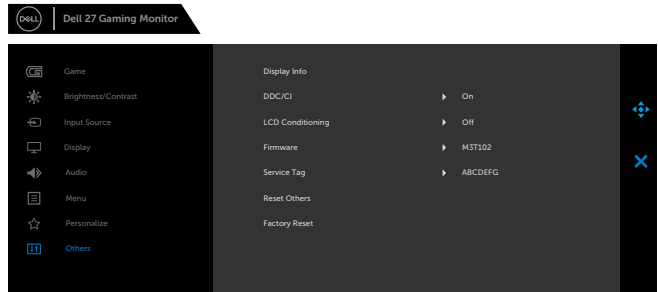 DELL Dell 27 Gaming Monitor
Game Display Info
Brightness/Contrast DDC/CI On
Input Source LCD Conditioning Off
Display Firmware M3T102
Audio Service Tag ABCDEFG
Menu Reset Others
Personalize Factory Reset
Others